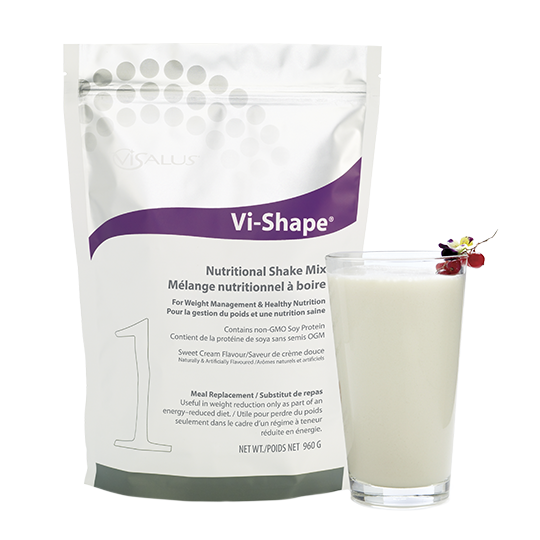 ViSALUS
Vi-Shape®
Nutritional Shake Mix
Mélange nutritionnel à boire
For Weight Management & Healthy Nutrition
Pour la gestion du poids et une nutrition saine
Contains non-GMO Soy Protein
Contient de la protéine de soya sans semis OGM
Sweet Cream Flavour/Saveur de crème douce
Naturally & Artificially Flavoured./Arômes naturels et artificiels
1
Meal Replacement / Substitut de repas
Useful in weight reduction only as part of an
energy-reduced diet. / Utile pour perdre du poids
seulement dans le cadre d'un régime à teneur
réduite en énergie.
NET WT./POIDS NET 960 G